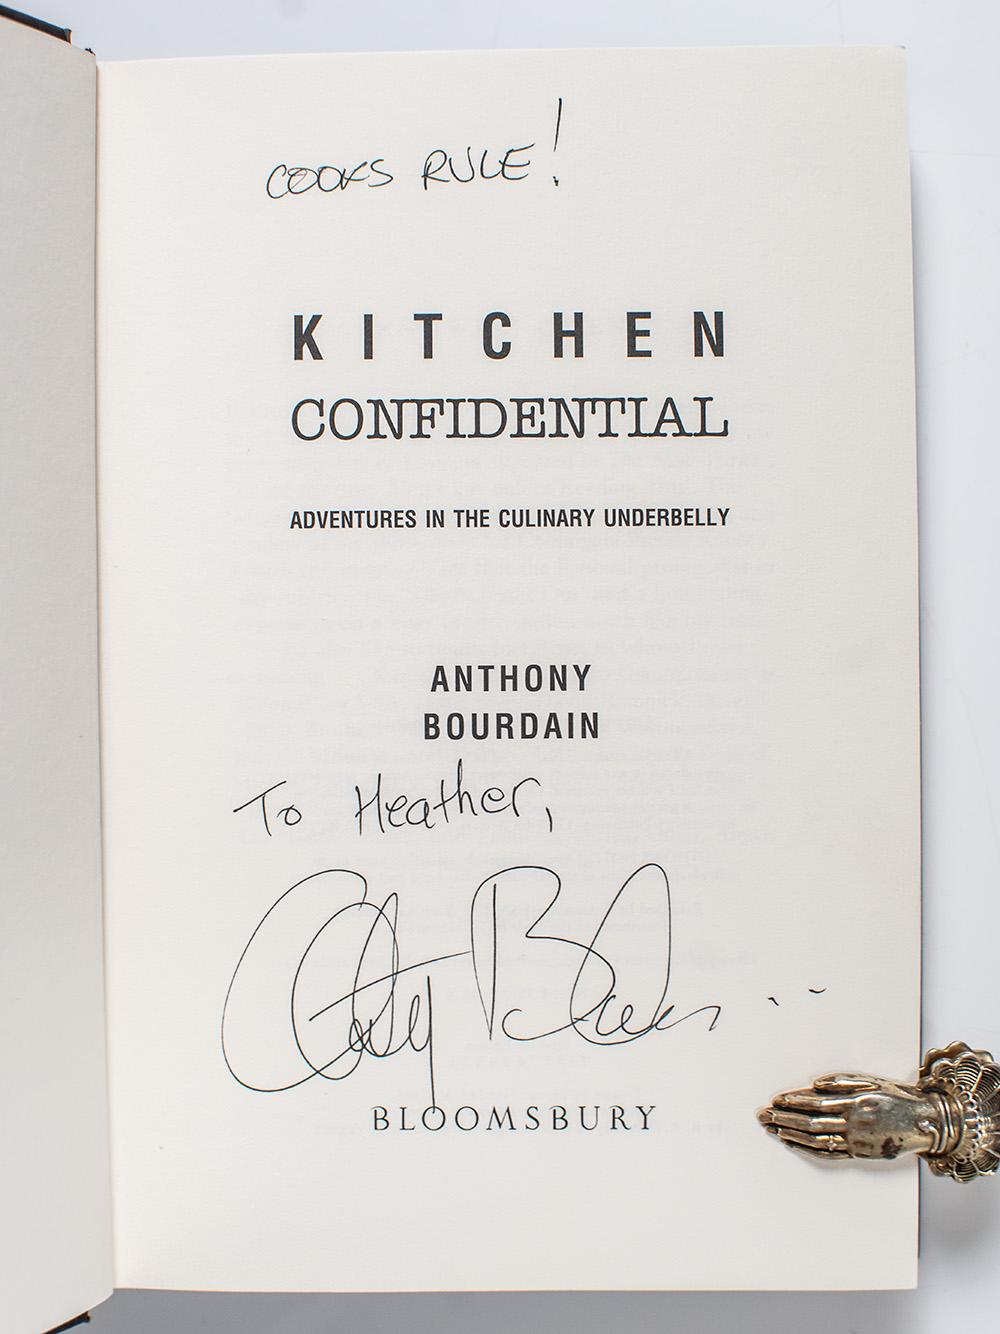 COOKS RULE!
KITCHEN
CONFIDENTIAL
ADVENTURES IN THE CULINARY UNDERBELLY
ANTHONY
BOURDAIN
To Heather,
BLOOMSBURY